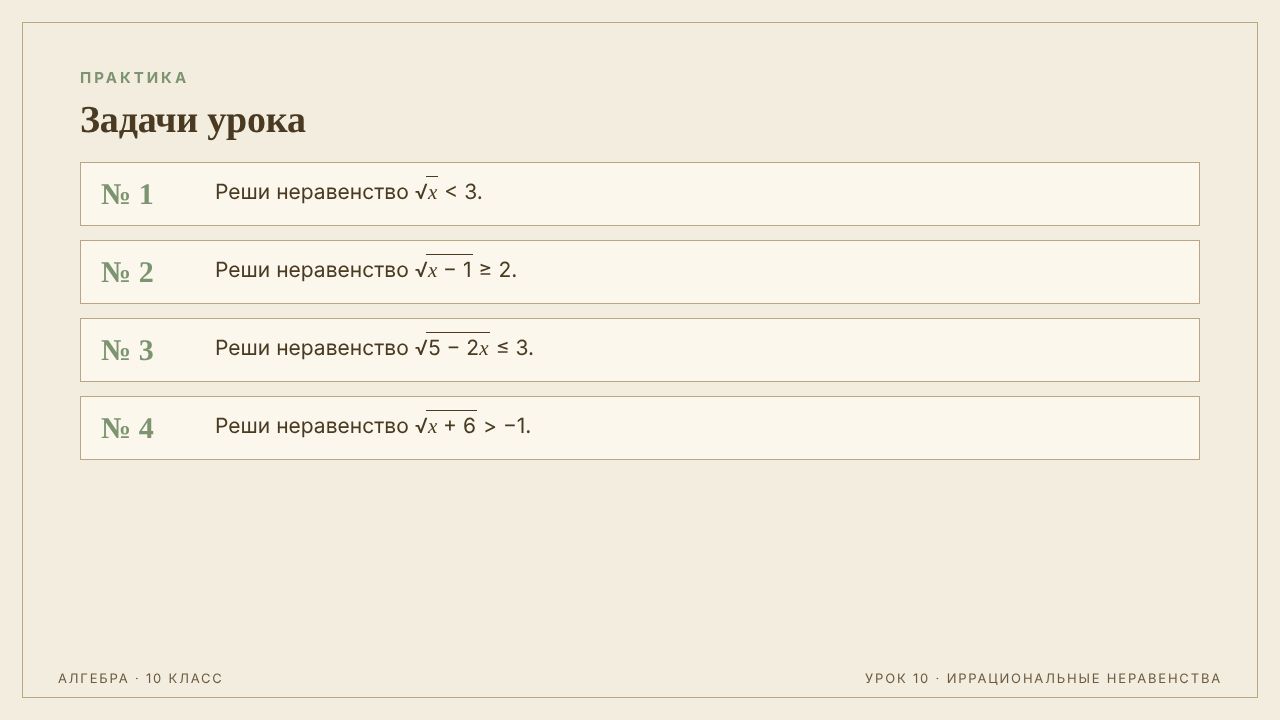 ПРАКТИКА
Задачи урока
№ 1 Реши неравенство √x < 3.
№ 2 Реши неравенство √x − 1 ≥ 2.
№ 3 Реши неравенство √5 − 2x ≤ 3.
№ 4 Реши неравенство √x + 6 > −1.
АЛГЕБРА · 10 КЛАСС
УРОК 10 · ИРРАЦИОНАЛЬНЫЕ НЕРАВЕНСТВА